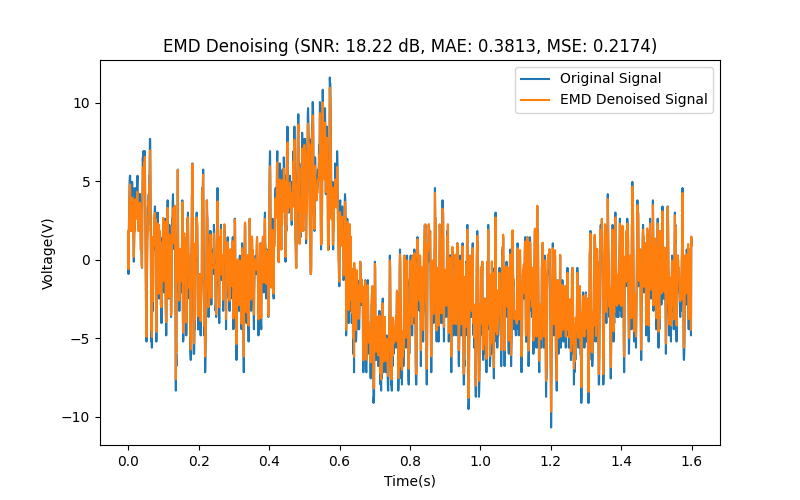 EMD Denoising (SNR: 18.22 dB, MAE: 0.3813, MSE: 0.2174)
Original Signal
EMD Denoised Signal
Voltage(V)
10
5
0
−5
−10
0.0 0.2 0.4 0.6 0.8 1.0 1.2 1.4 1.6
Time(s)